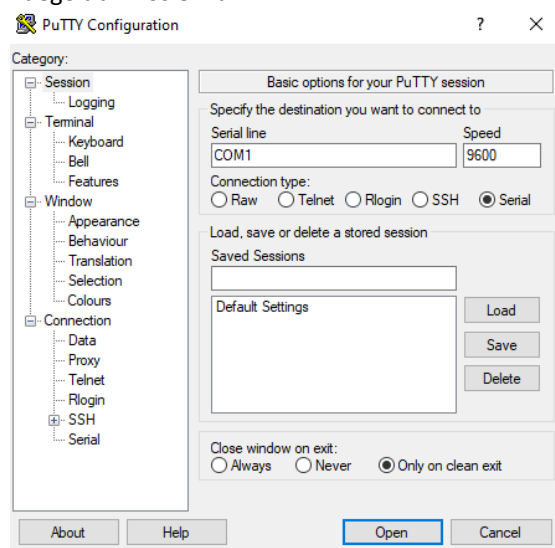 PuTTY Configuration ? ×
Category:
Session
Logging
Terminal
Keyboard
Bell
Features
Window
Appearance
Behaviour
Translation
Selection
Colours
Connection
Data
Proxy
Telnet
Rlogin
SSH
Serial
Basic options for your PuTTY session
Specify the destination you want to connect to
Serial line Speed
COM1 9600
Connection type:
Raw Telnet Rlogin SSH Serial
Load, save or delete a stored session
Saved Sessions
Default Settings
Load
Save
Delete
Close window on exit:
Always Never Only on clean exit
About Help Open Cancel